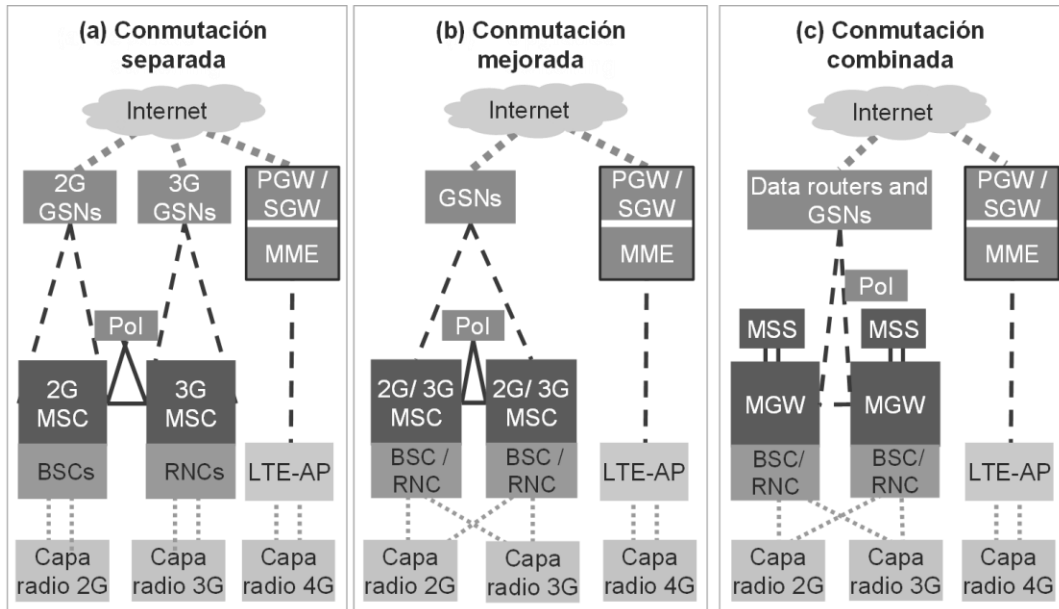 (a) Conmutación
separada
Internet
2G
GSNs
3G
GSNs
PGW /
SGW
MME
PoI
2G
MSC
3G
MSC
BSCs
RNCs
LTE-AP
Capa
radio 2G
Capa
radio 3G
Capa
radio 4G
(b) Conmutación
mejorada
Internet
GSNs
PGW /
SGW
MME
PoI
2G/ 3G
MSC
2G/ 3G
MSC
BSC /
RNC
BSC /
RNC
LTE-AP
Capa
radio 2G
Capa
radio 3G
Capa
radio 4G
(c) Conmutación
combinada
Internet
Data routers and
GSNs
PGW /
SGW
MME
PoI
MSS
MSS
MGW
MGW
BSC/
RNC
BSC/
RNC
LTE-AP
Capa
radio 2G
Capa
radio 3G
Capa
radio 4G